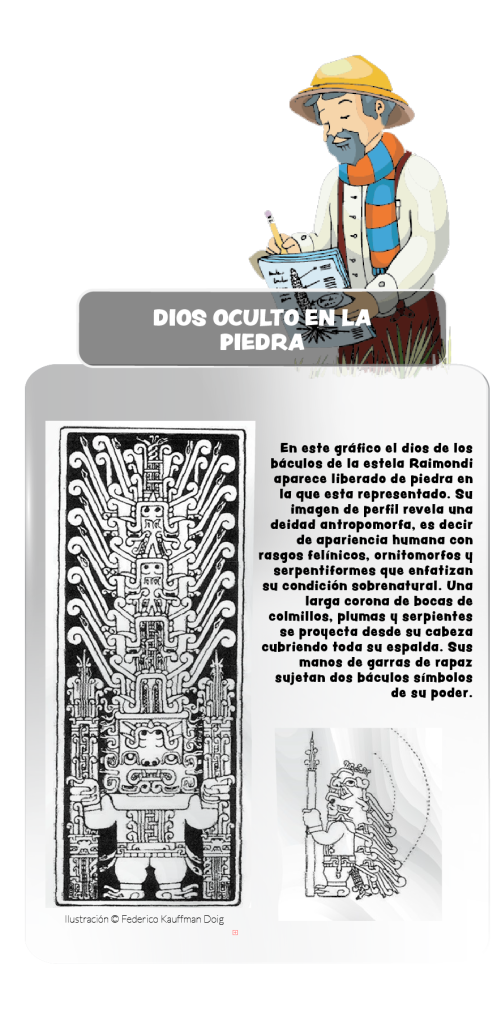 DIOS OCULTO EN LA
PIEDRA
En este gráfico el dios de los
báculos de la estela Raimondi
aparece liberado de piedra en
la que esta representado. Su
imagen de perfil revela una
deidad antropomorfa, es decir
de apariencia humana con
rasgos felínicos, ornitomorfos y
serpentiformes que enfatizan
su condición sobrenatural. Una
larga corona de bocas de
colmillos, plumas y serpientes
se proyecta desde su cabeza
cubriendo toda su espalda. Sus
manos de garras de rapaz
sujetan dos báculos símbolos
de su poder.
Ilustración © Federico Kauffman Doig